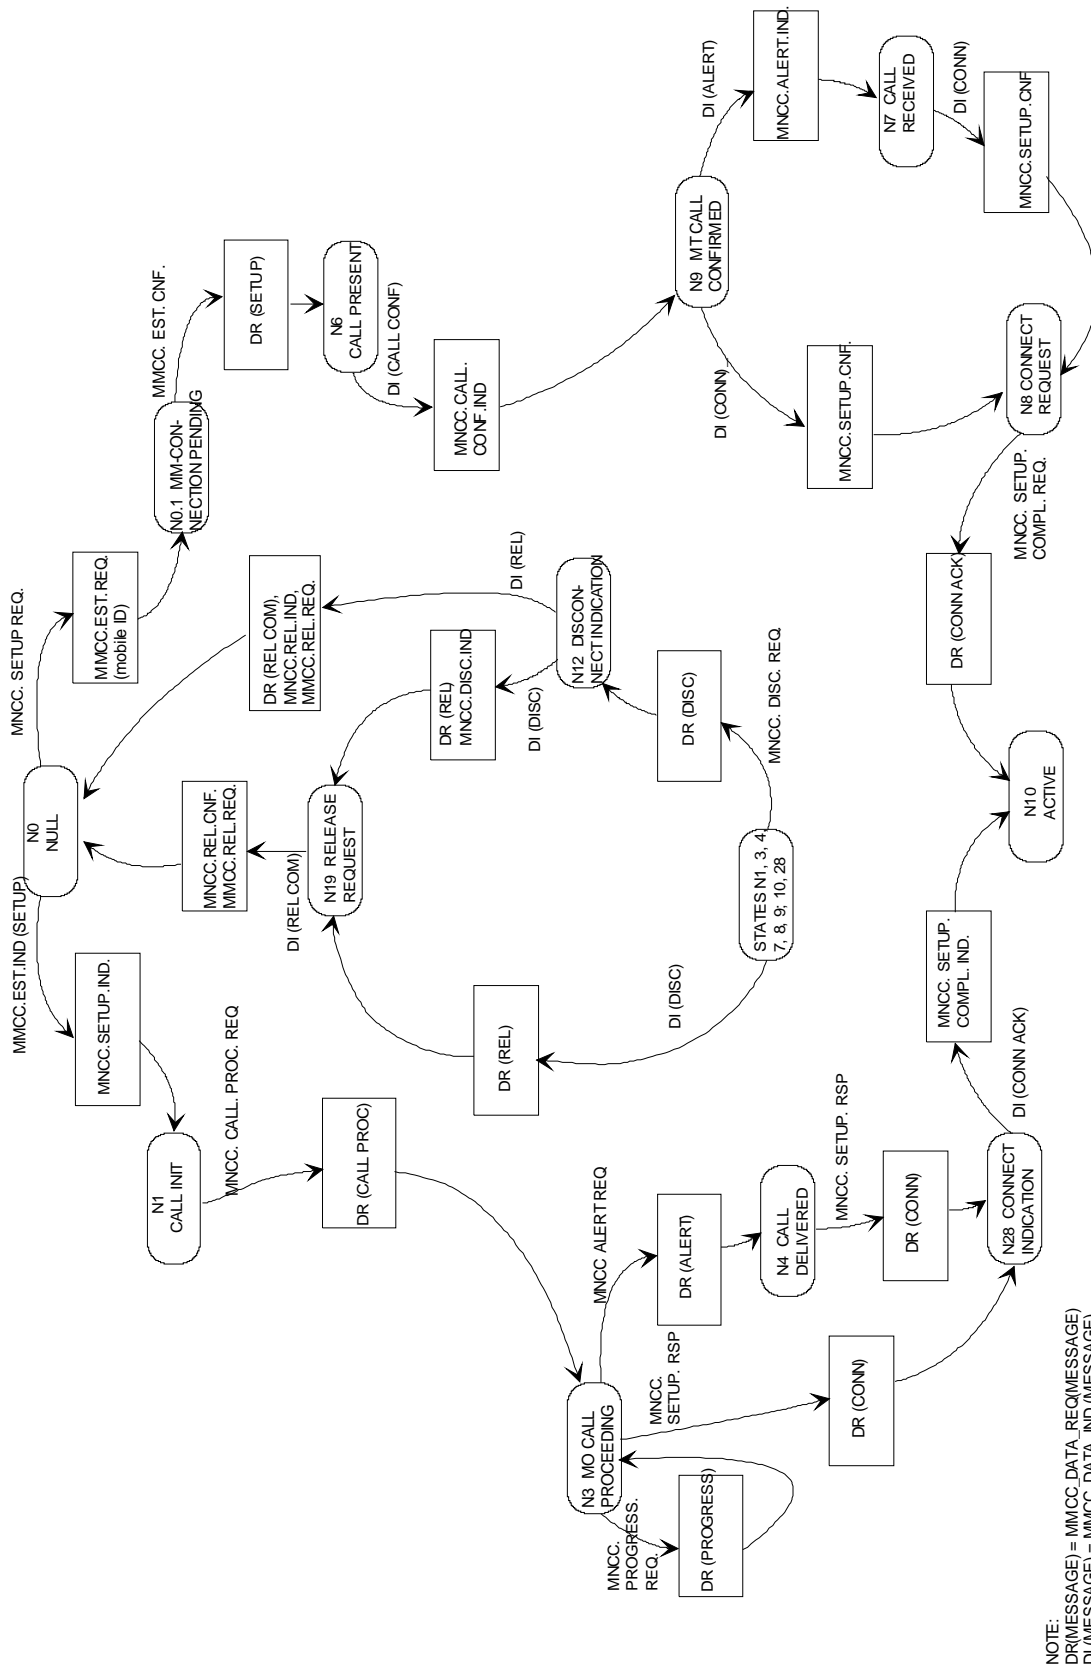 N0
NULL
MNCC. SETUP REQ.
MMCC.EST.REQ.
(mobile ID)
N0.1 MM-CON-
NECTION PENDING
MMCC. EST. CNF.
DR (SETUP)
N6
CALL PRESENT
DI (CALL CONF)
MNCC.CALL.
CONF.IND
N9 MT CALL
CONFIRMED
DI (ALERT)
MNCC.ALERT.IND.
N7 CALL
RECEIVED
DI (CONN)
MNCC.SETUP.CNF
DI (CONN)
MNCC.SETUP.CNF.
N8 CONNECT
REQUEST
MNCC. SETUP.
COMPL. REQ.
DR (CONN ACK)
N10
ACTIVE
MMCC.EST.IND (SETUP)
MNCC.SETUP.IND.
N1
CALL INIT
MNCC. CALL. PROC. REQ
DR (CALL PROC)
N3 MO CALL
PROCEEDING
MNCC.
PROGRESS.
REQ.
DR (PROGRESS)
MNCC ALERT REQ
DR (ALERT)
N4 CALL
DELIVERED
MNCC. SETUP. RSP
DR (CONN)
MNCC.
SETUP. RSP
DR (CONN)
N28 CONNECT
INDICATION
DI (CONN ACK)
MNCC. SETUP.
COMPL. IND.
MNCC.REL.CNF.
MMCC.REL.REQ.
DI (REL COM)
N19 RELEASE
REQUEST
DR (REL COM),
MNCC.REL.IND,
MMCC.REL.REQ.
DI (REL)
DR (REL)
MNCC.DISC.IND
DI (DISC)
N12 DISCON-
NECT INDICATION
DR (DISC)
MNCC. DISC. REQ.
STATES N1, 3, 4,
7, 8, 9; 10, 28
DI (DISC)
DR (REL)
NOTE:
DR(MESSAGE) = MMCC_DATA_REQ(MESSAGE)
DI (MESSAGE) = MMCC_DATA_IND (MESSAGE)